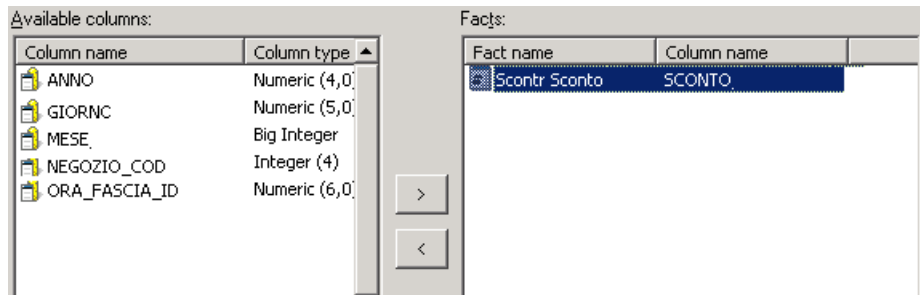 Available columns:
Facts:
Column name Column type
Fact name Column name
ANNO Numeric (4,0)
Scontr Sconto SCONTO
GIORNC Numeric (5,0)
MESE Big Integer
NEGOZIO_COD Integer (4)
ORA_FASCIA_ID Numeric (6,0)
>
<